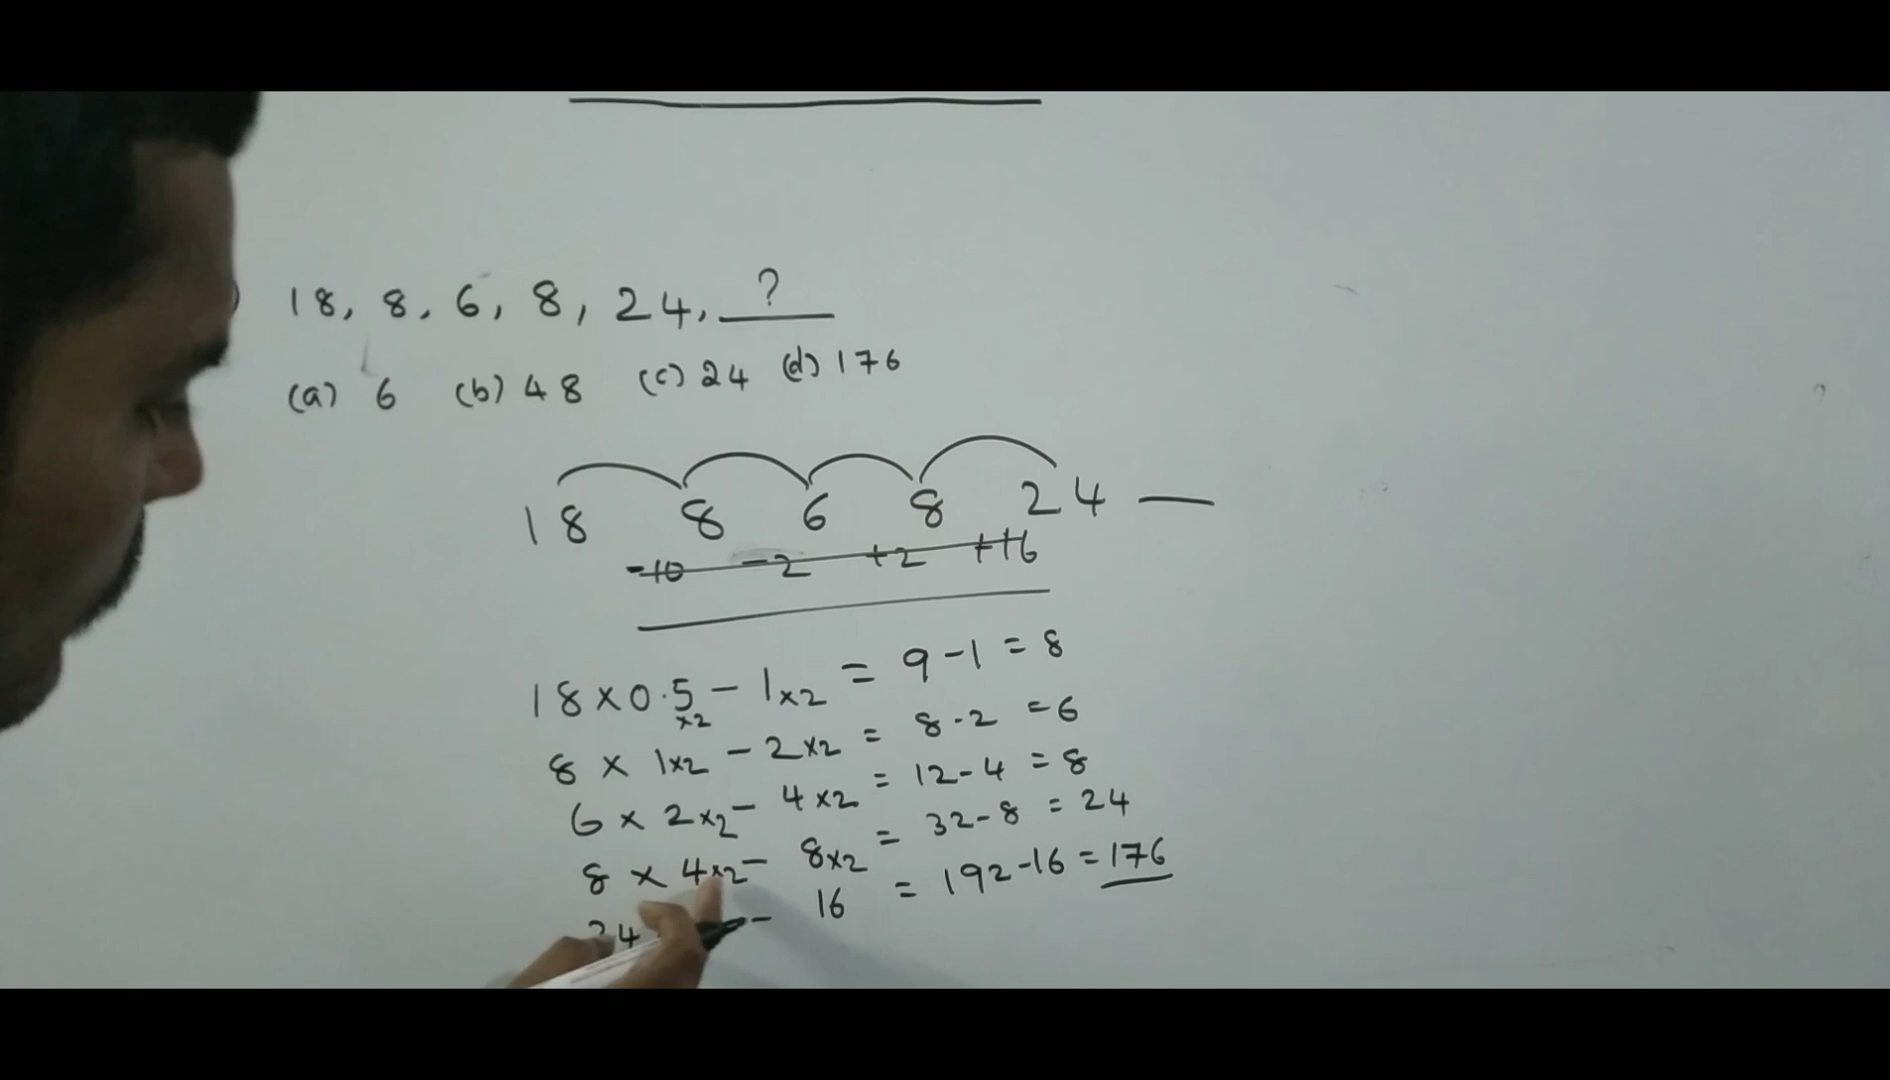 18, 8, 6, 8, 24, ?
(a) 6 (b) 48 (c) 24 (d) 176
18 8 6 8 24 —
-10 -2 +2 +16
18 × 0.5 - 1×2 = 9 - 1 = 8
×2
8 × 1×2 - 2×2 = 8 - 2 = 6
6 × 2×2 - 4×2 = 12 - 4 = 8
8 × 4×2 - 8×2 = 32 - 8 = 24
24 - 16 = 192 - 16 = 176